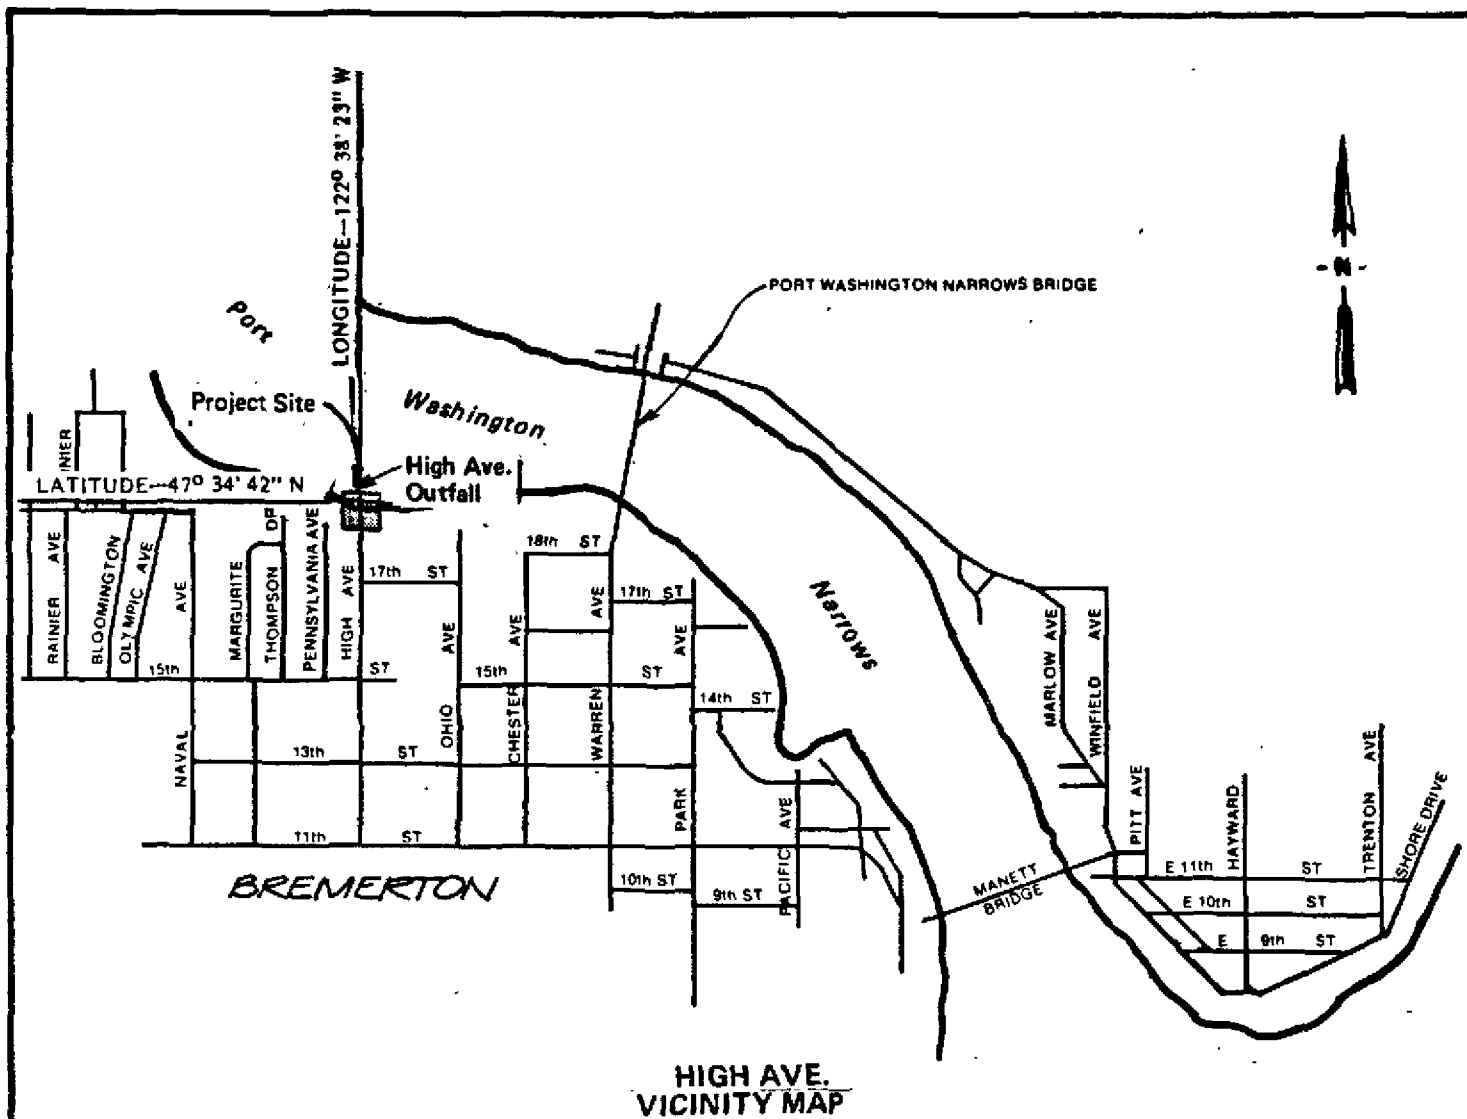 LONGITUDE—122° 38' 23" W
- N -
PORT WASHINGTON NARROWS BRIDGE
Port
Washington
Narrows
Project Site
High Ave.
Outfall
LATITUDE—47° 34' 42" N
NIER
RAINIER AVE
BLOOMINGTON
OLYMPIC AVE
NAVAL AVE
MARGURITE
THOMPSON DR
PENNSYLVANIA AVE
HIGH AVE
OHIO AVE
CHESTER AVE
WARREN AVE
PARK AVE
PACIFIC AVE
18th ST
17th ST
17th ST
15th ST
15th ST
14th ST
13th ST
11th ST
10th ST
9th ST
BREMERTON
MANETT
BRIDGE
MARLOW AVE
WINFIELD AVE
PITT AVE
HAYWARD
TRENTON AVE
SHORE DRIVE
E 11th ST
E 10th ST
E 9th ST
HIGH AVE.
VICINITY MAP